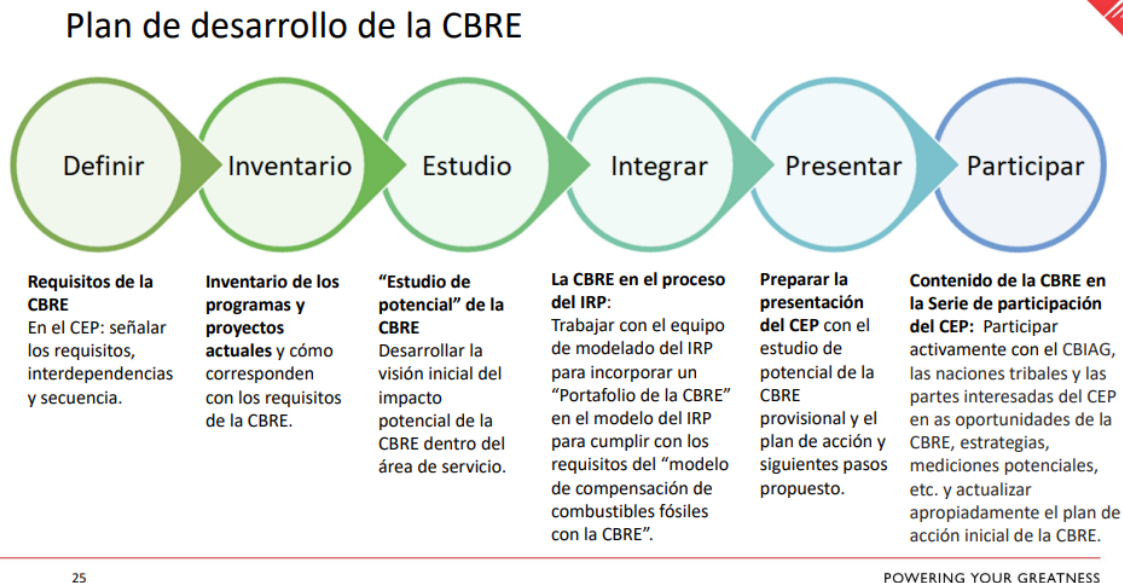 Plan de desarrollo de la CBRE
Definir
Inventario
Estudio
Integrar
Presentar
Participar
Requisitos de la
CBRE
En el CEP: señalar
los requisitos,
interdependencias
y secuencia.
Inventario de los
programas y
proyectos
actuales y cómo
corresponden
con los requisitos
de la CBRE.
“Estudio de
potencial” de la
CBRE
Desarrollar la
visión inicial del
impacto
potencial de la
CBRE dentro del
área de servicio.
La CBRE en el proceso
del IRP:
Trabajar con el equipo
de modelado del IRP
para incorporar un
“Portafolio de la CBRE”
en el modelo del IRP
para cumplir con los
requisitos del “modelo
de compensación de
combustibles fósiles
con la CBRE”.
Preparar la
presentación
del CEP con el
estudio de
potencial de la
CBRE
provisional y el
plan de acción y
siguientes pasos
propuesto.
Contenido de la CBRE en
la Serie de participación
del CEP: Participar
activamente con el CBIAG,
las naciones tribales y las
partes interesadas del CEP
en as oportunidades de la
CBRE, estrategias,
mediciones potenciales,
etc. y actualizar
apropiadamente el plan de
acción inicial de la CBRE.
25
POWERING YOUR GREATNESS